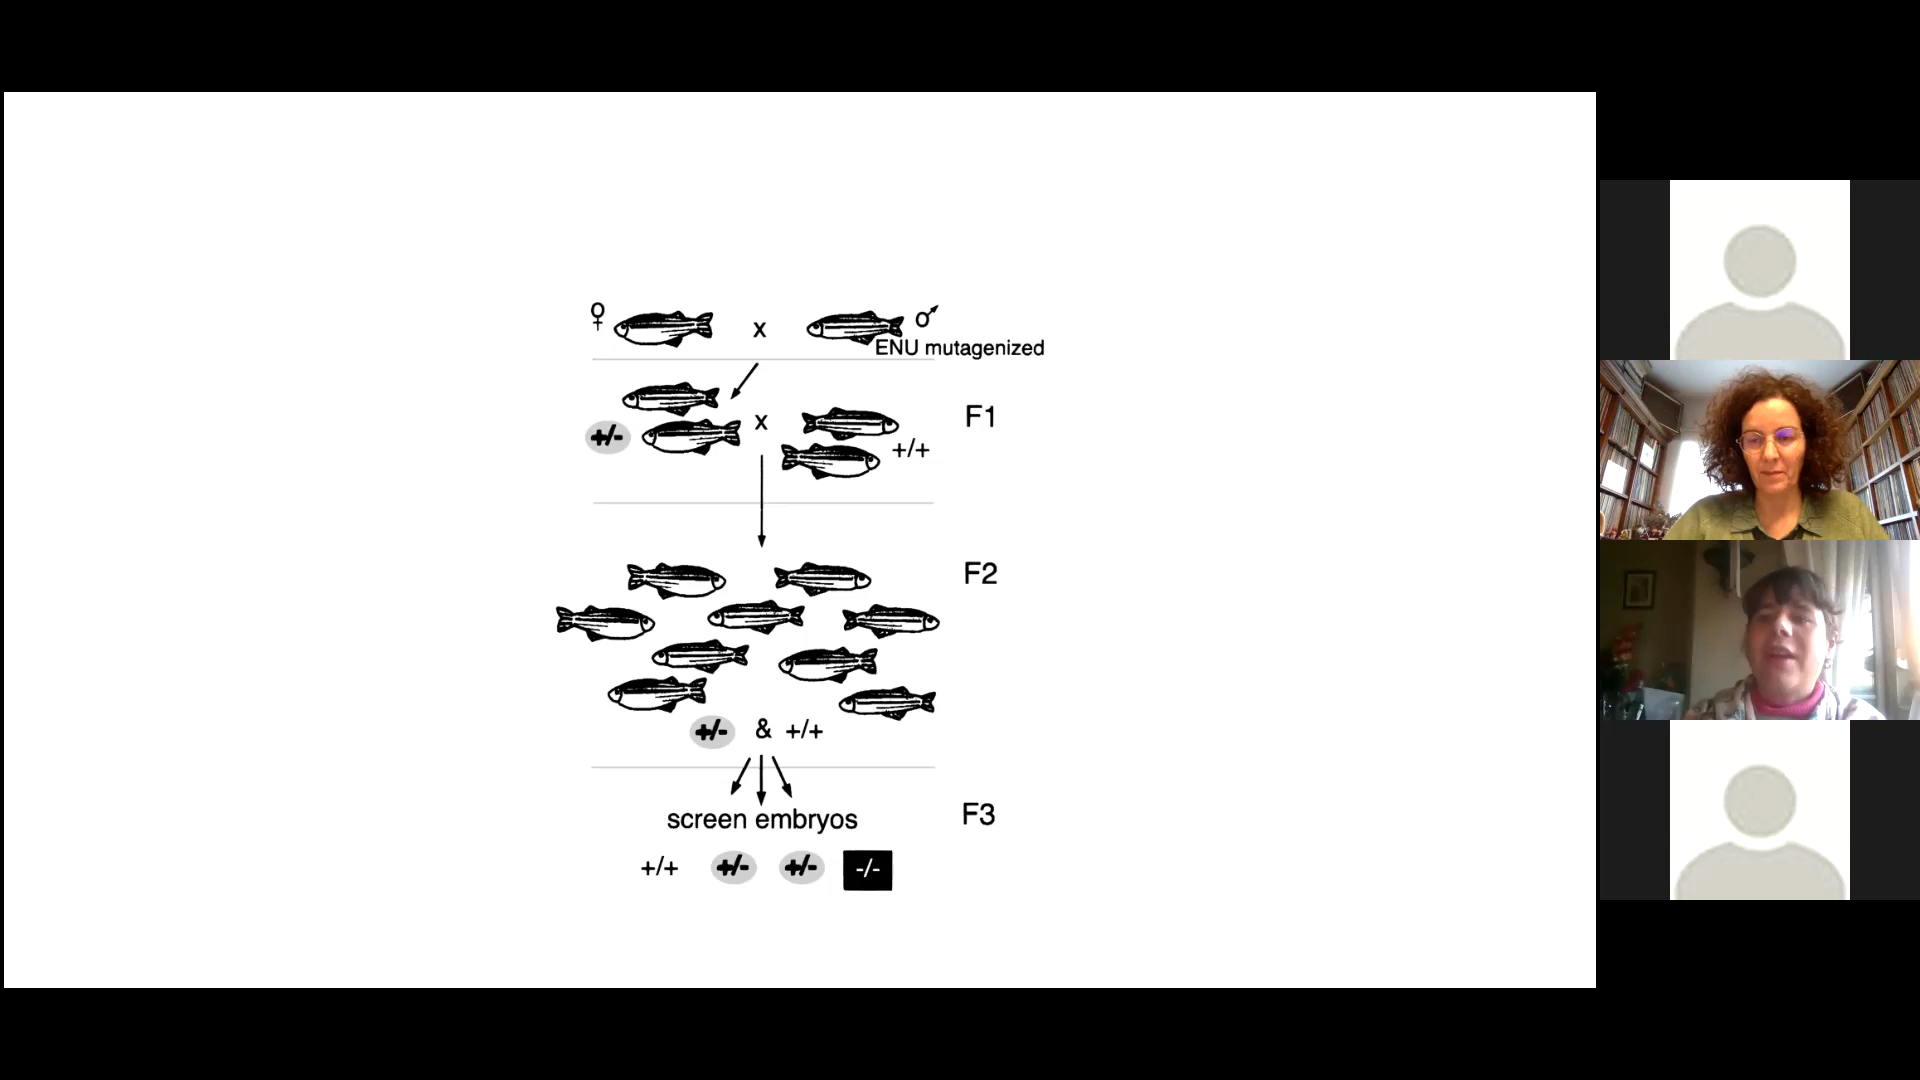 ♀ x ♂
ENU mutagenized
+/- x +/+ F1
F2
+/- & +/+
screen embryos F3
+/+ +/- +/- -/-